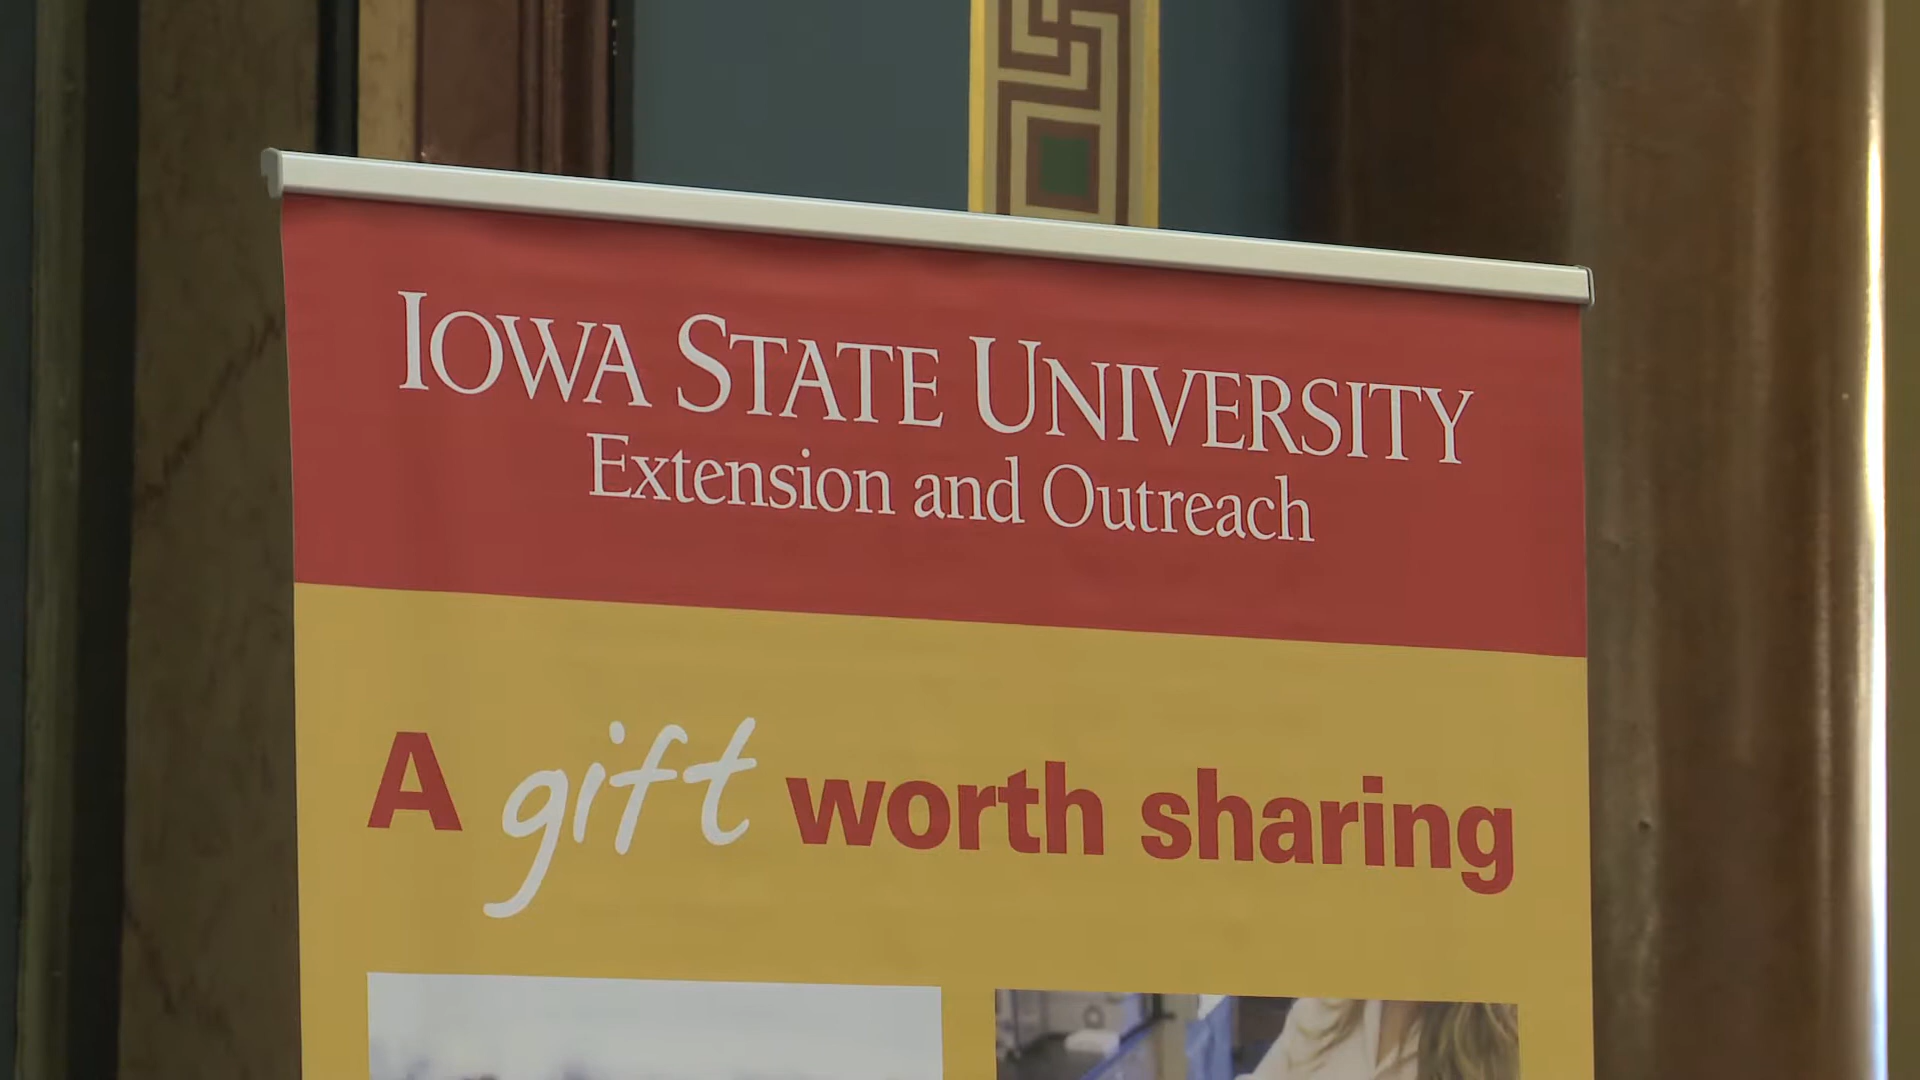 IOWA STATE UNIVERSITY
Extension and Outreach
A gift worth sharing